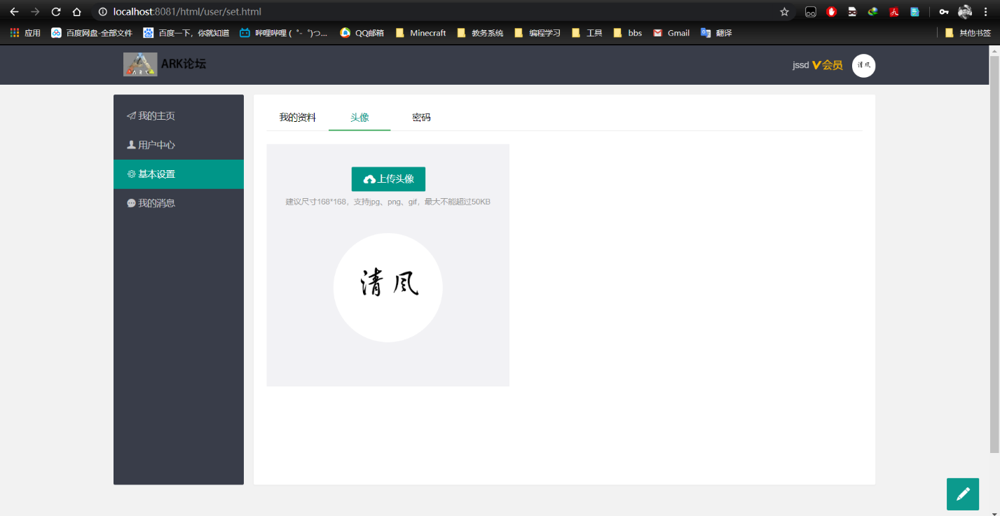 localhost:8081/html/user/set.html
应用 百度网盘-全部文件 百度一下，你就知道 哔哩哔哩 (゜-゜)つ... QQ邮箱 Minecraft 教务系统 编程学习 工具 bbs Gmail 翻译 其他书签
ARK ARK论坛 jssd V会员 清风
我的主页
用户中心
基本设置
我的消息
我的资料 头像 密码
上传头像
建议尺寸168*168，支持jpg、png、gif，最大不能超过50KB
清风